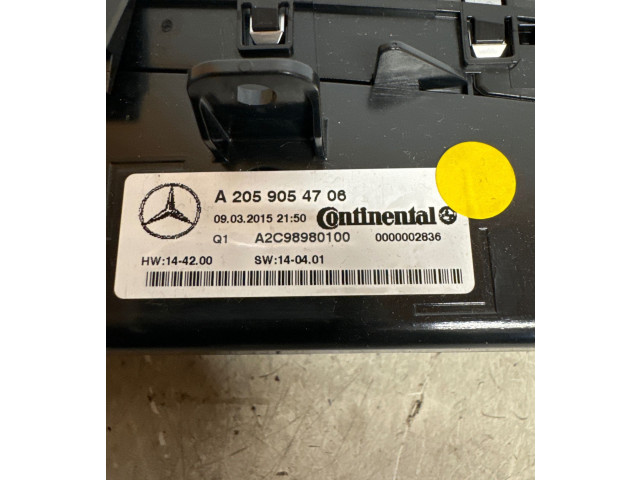 A 205 905 47 06
09.03.2015 21:50 Continental
Q1 A2C98980100 0000002836
HW:14-42.00 SW:14-04.01